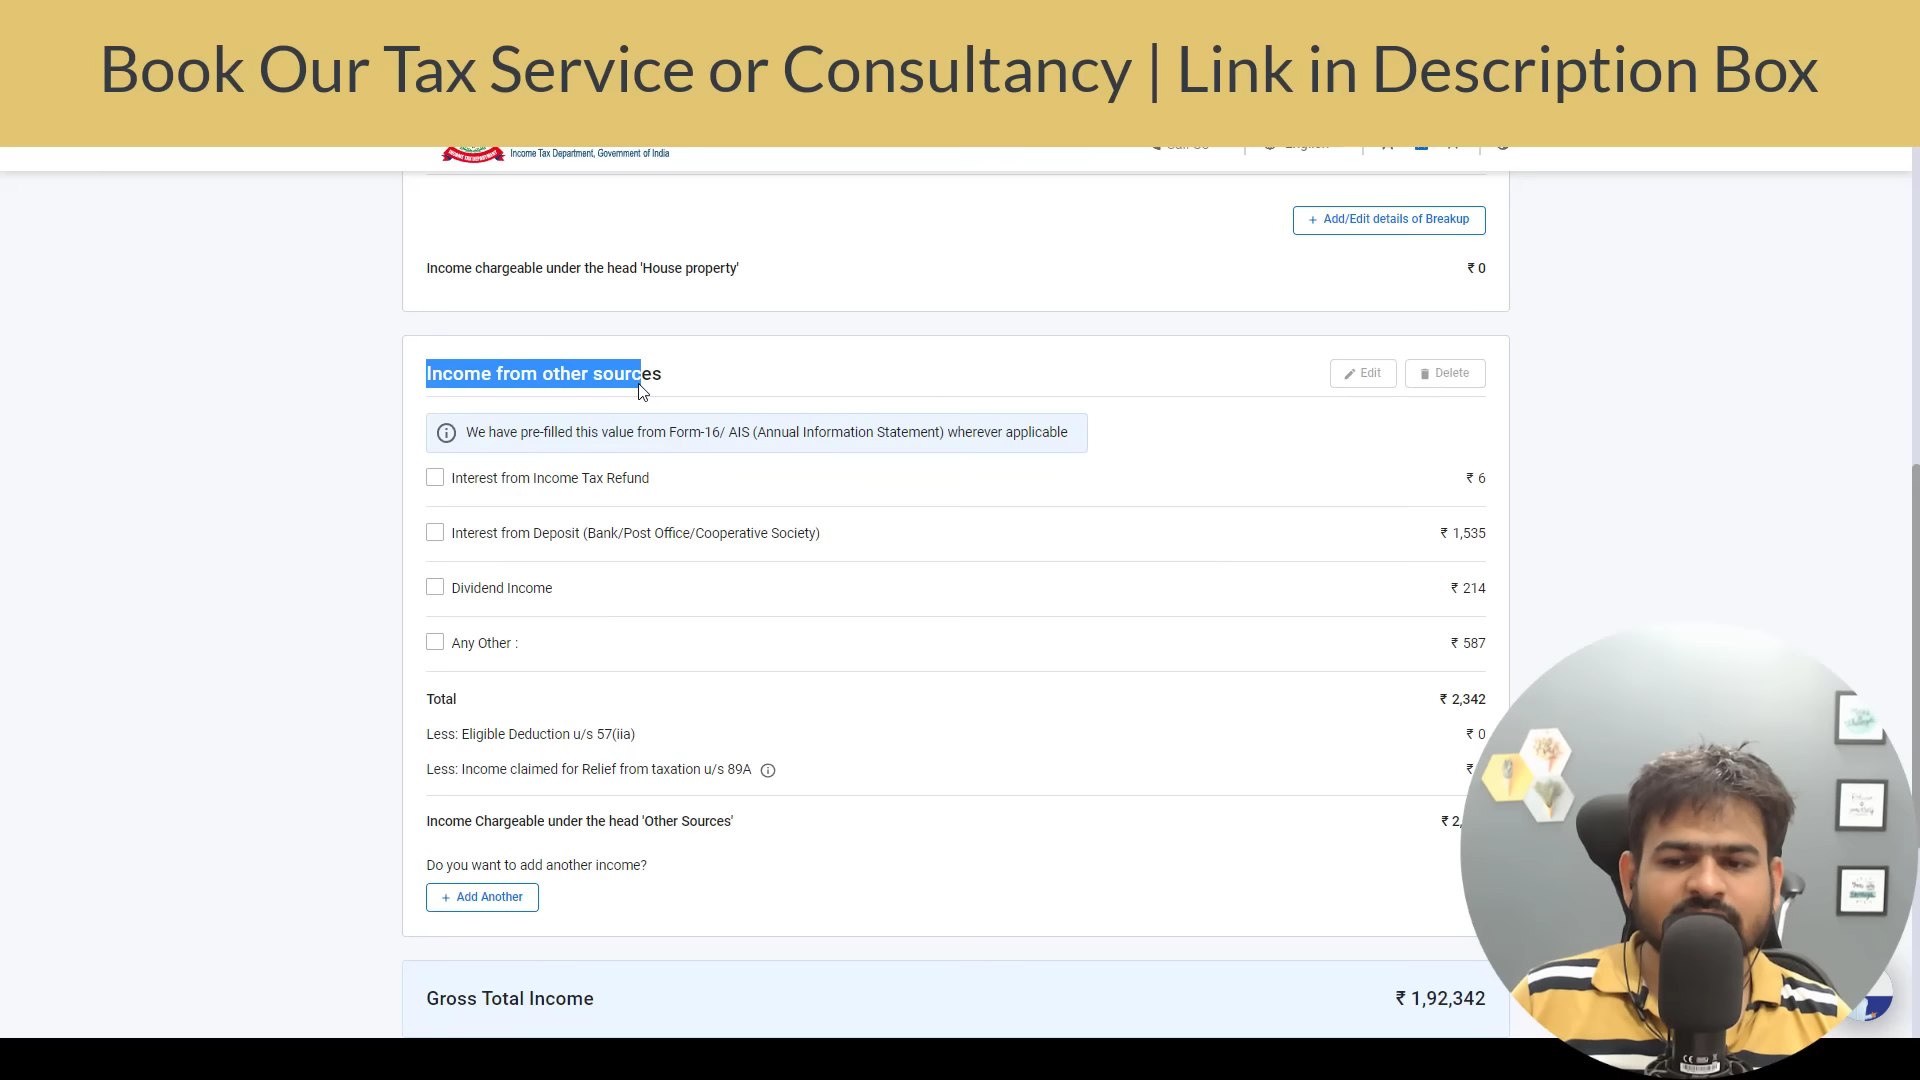 Book Our Tax Service or Consultancy | Link in Description Box
Income Tax Department, Government of India
+ Add/Edit details of Breakup
Income chargeable under the head 'House property' ₹ 0
Income from other sources
Edit
Delete
We have pre-filled this value from Form-16/ AIS (Annual Information Statement) wherever applicable
Interest from Income Tax Refund ₹ 6
Interest from Deposit (Bank/Post Office/Cooperative Society) ₹ 1,535
Dividend Income ₹ 214
Any Other : ₹ 587
Total ₹ 2,342
Less: Eligible Deduction u/s 57(iia) ₹ 0
Less: Income claimed for Relief from taxation u/s 89A ₹
Income Chargeable under the head 'Other Sources' ₹ 2,
Do you want to add another income?
+ Add Another
Gross Total Income ₹ 1,92,342